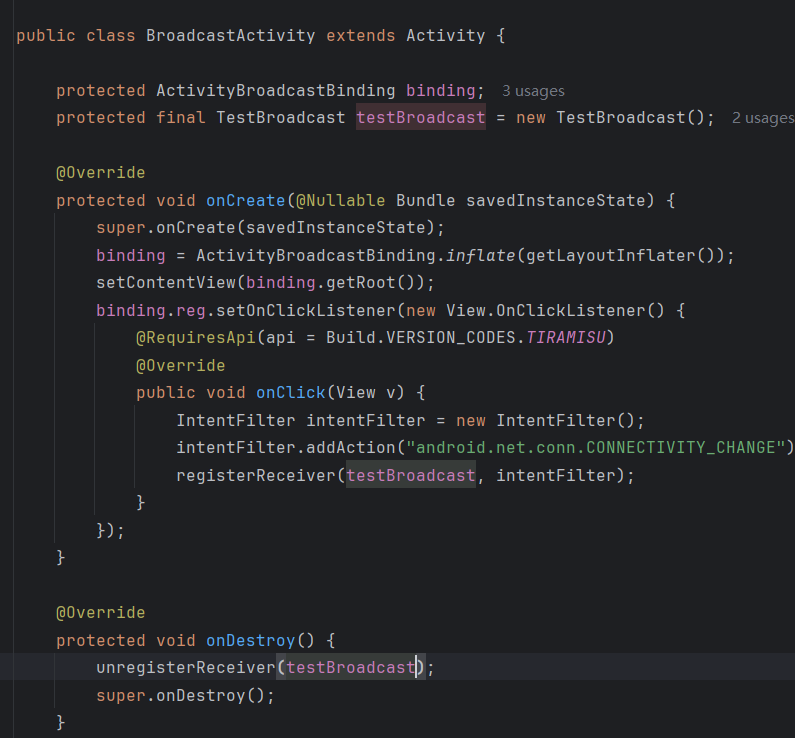 public class BroadcastActivity extends Activity {
protected ActivityBroadcastBinding binding; 3 usages
protected final TestBroadcast testBroadcast = new TestBroadcast(); 2 usages
@Override
protected void onCreate(@Nullable Bundle savedInstanceState) {
super.onCreate(savedInstanceState);
binding = ActivityBroadcastBinding.inflate(getLayoutInflater());
setContentView(binding.getRoot());
binding.reg.setOnClickListener(new View.OnClickListener() {
@RequiresApi(api = Build.VERSION_CODES.TIRAMISU)
@Override
public void onClick(View v) {
IntentFilter intentFilter = new IntentFilter();
intentFilter.addAction("android.net.conn.CONNECTIVITY_CHANGE")
registerReceiver(testBroadcast, intentFilter);
}
});
}
@Override
protected void onDestroy() {
unregisterReceiver(testBroadcast);
super.onDestroy();
}